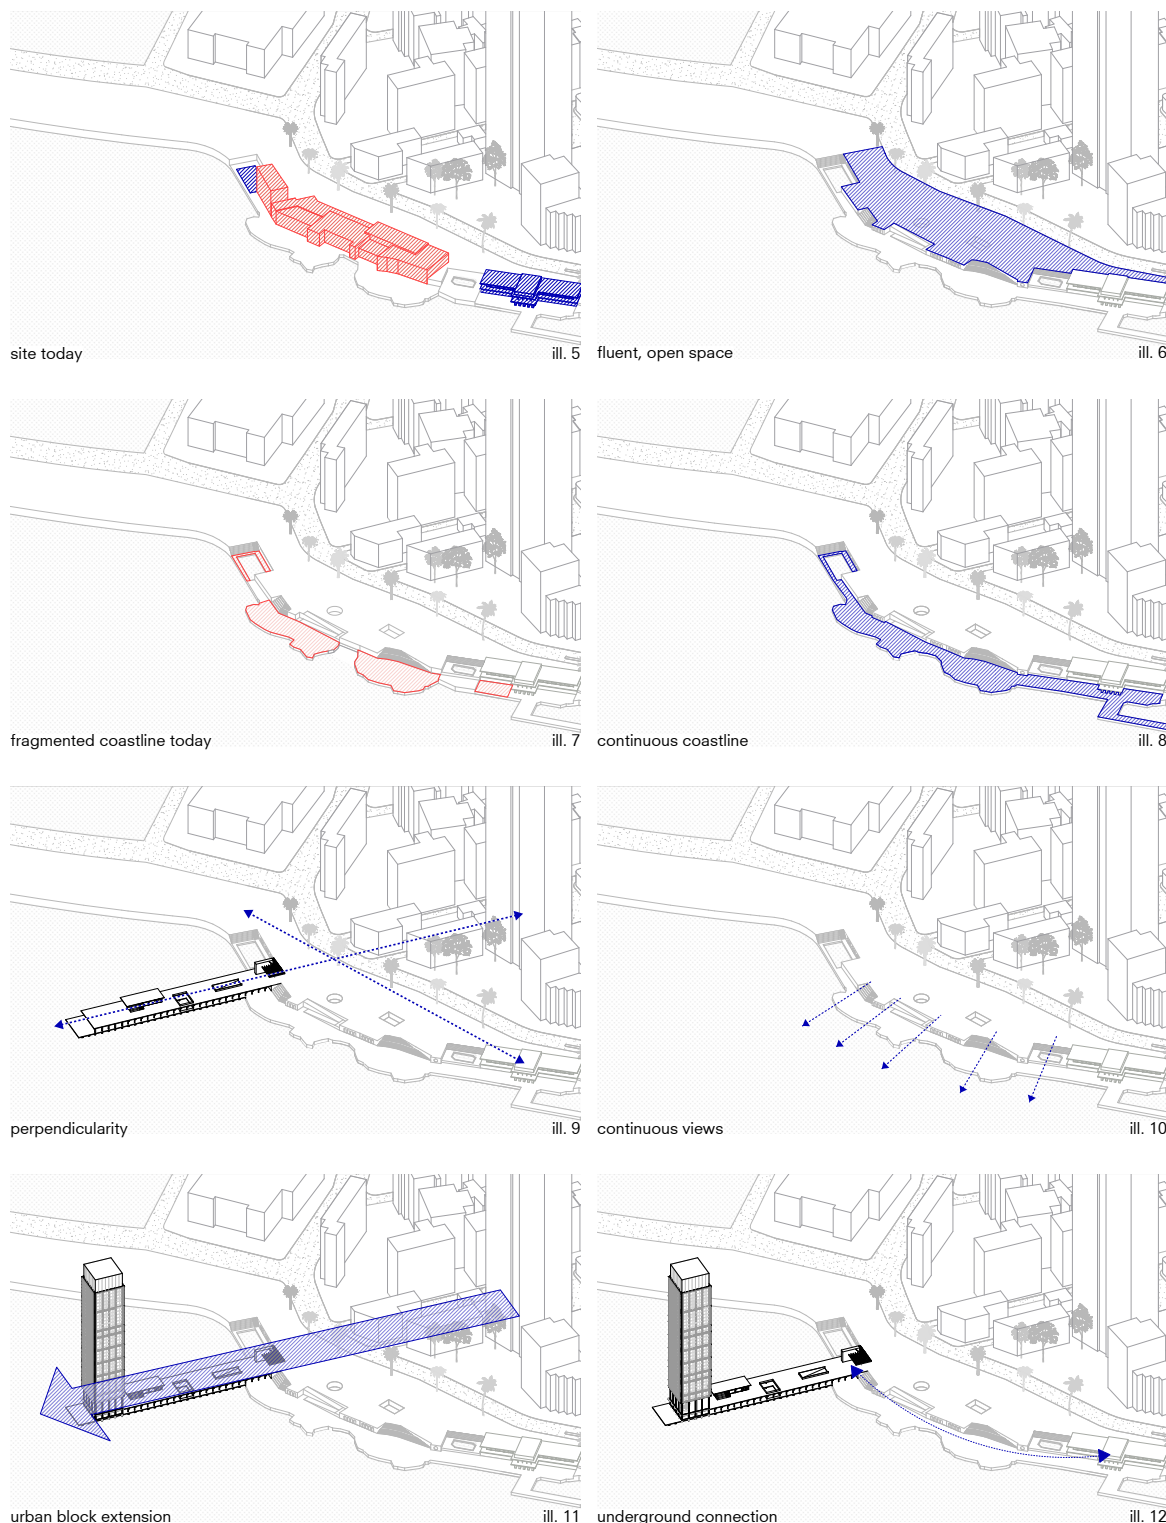 site today ill. 5
fluent, open space ill. 6
fragmented coastline today ill. 7
continuous coastline ill. 8
perpendicularity ill. 9
continuous views ill. 10
urban block extension ill. 11
underground connection ill. 12